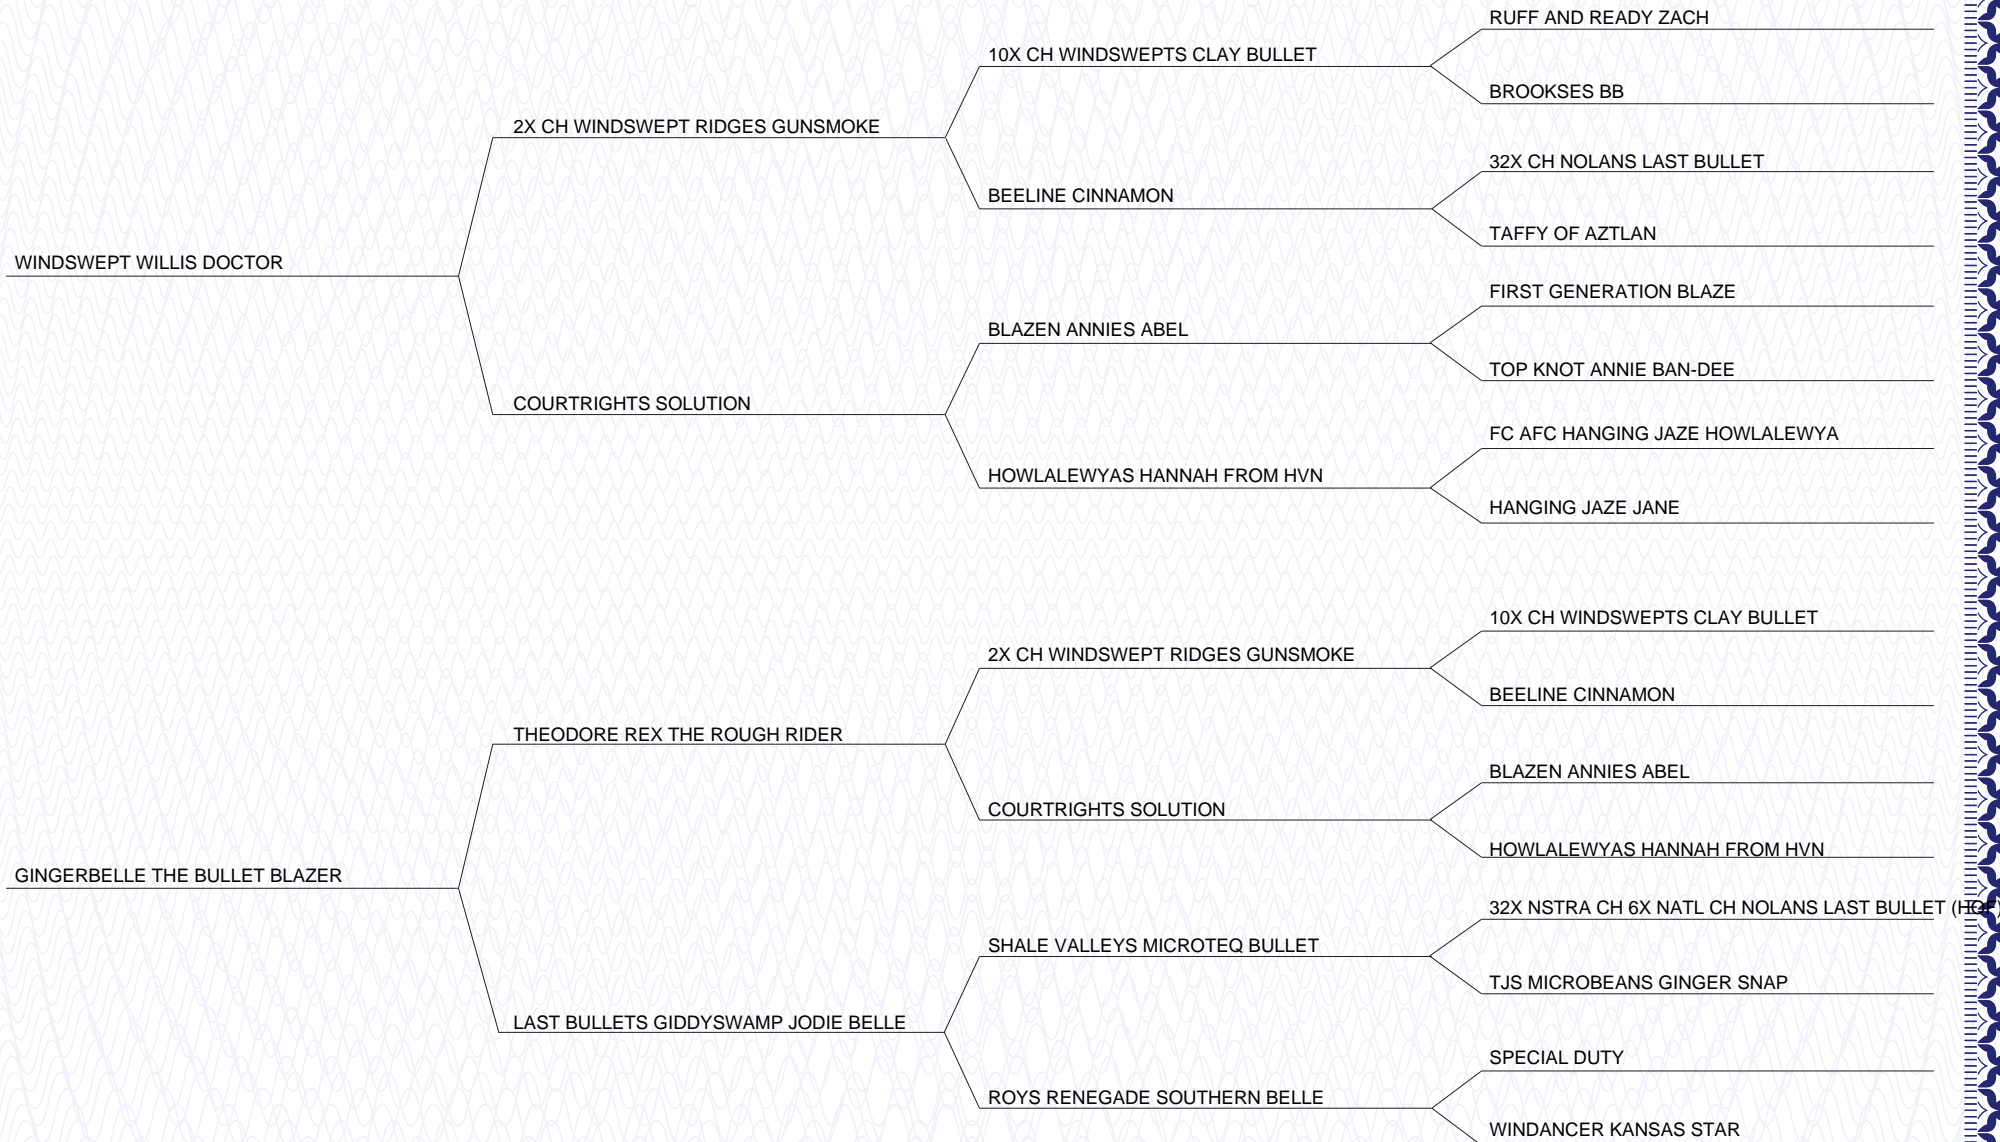 RUFF AND READY ZACH
10X CH WINDSWEPTS CLAY BULLET
BROOKSES BB
2X CH WINDSWEPT RIDGES GUNSMOKE
32X CH NOLANS LAST BULLET
BEELINE CINNAMON
TAFFY OF AZTLAN
WINDSWEPT WILLIS DOCTOR
FIRST GENERATION BLAZE
BLAZEN ANNIES ABEL
TOP KNOT ANNIE BAN-DEE
COURTRIGHTS SOLUTION
FC AFC HANGING JAZE HOWLALEWYA
HOWLALEWYAS HANNAH FROM HVN
HANGING JAZE JANE
10X CH WINDSWEPTS CLAY BULLET
2X CH WINDSWEPT RIDGES GUNSMOKE
BEELINE CINNAMON
THEODORE REX THE ROUGH RIDER
BLAZEN ANNIES ABEL
COURTRIGHTS SOLUTION
HOWLALEWYAS HANNAH FROM HVN
GINGERBELLE THE BULLET BLAZER
32X NSTRA CH 6X NATL CH NOLANS LAST BULLET (HOF)
SHALE VALLEYS MICROTEQ BULLET
TJS MICROBEANS GINGER SNAP
LAST BULLETS GIDDYSWAMP JODIE BELLE
SPECIAL DUTY
ROYS RENEGADE SOUTHERN BELLE
WINDANCER KANSAS STAR